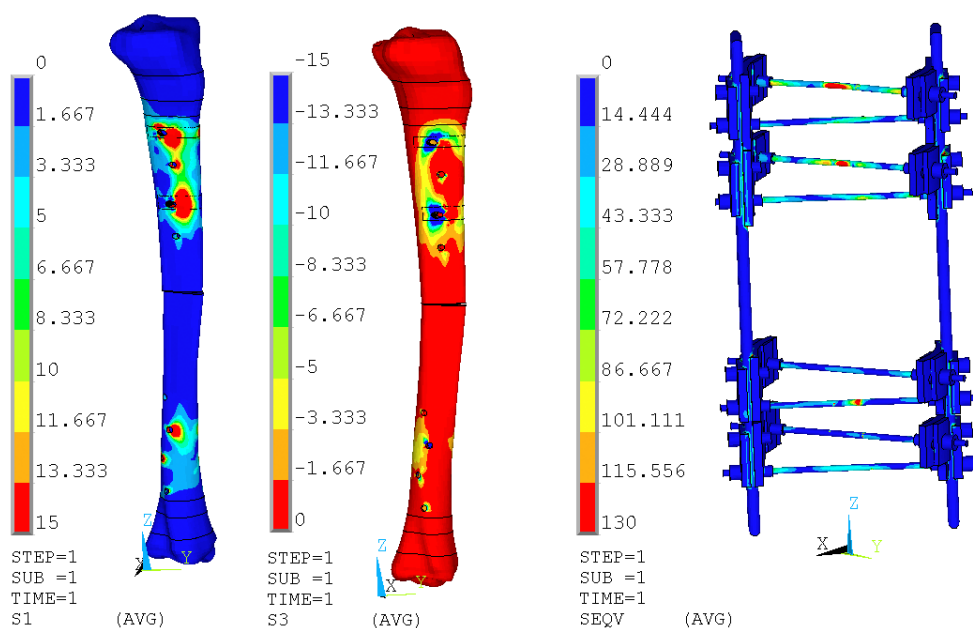 0
1.667
3.333
5
6.667
8.333
10
11.667
13.333
15
Z
X
Y
STEP=1
SUB =1
TIME=1
S1 (AVG)
-15
-13.333
-11.667
-10
-8.333
-6.667
-5
-3.333
-1.667
0
Z
X
Y
STEP=1
SUB =1
TIME=1
S3 (AVG)
0
14.444
28.889
43.333
57.778
72.222
86.667
101.111
115.556
130
Z
X
Y
STEP=1
SUB =1
TIME=1
SEQV (AVG)